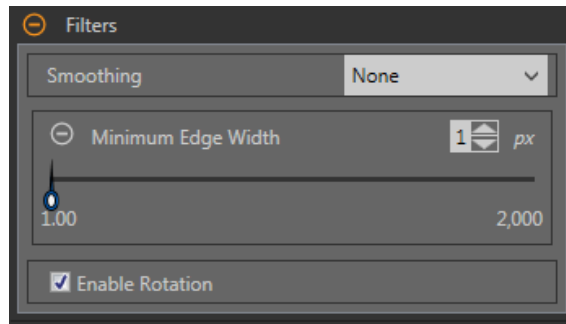 Filters
Smoothing None
Minimum Edge Width 1 px
1.00 2,000
Enable Rotation